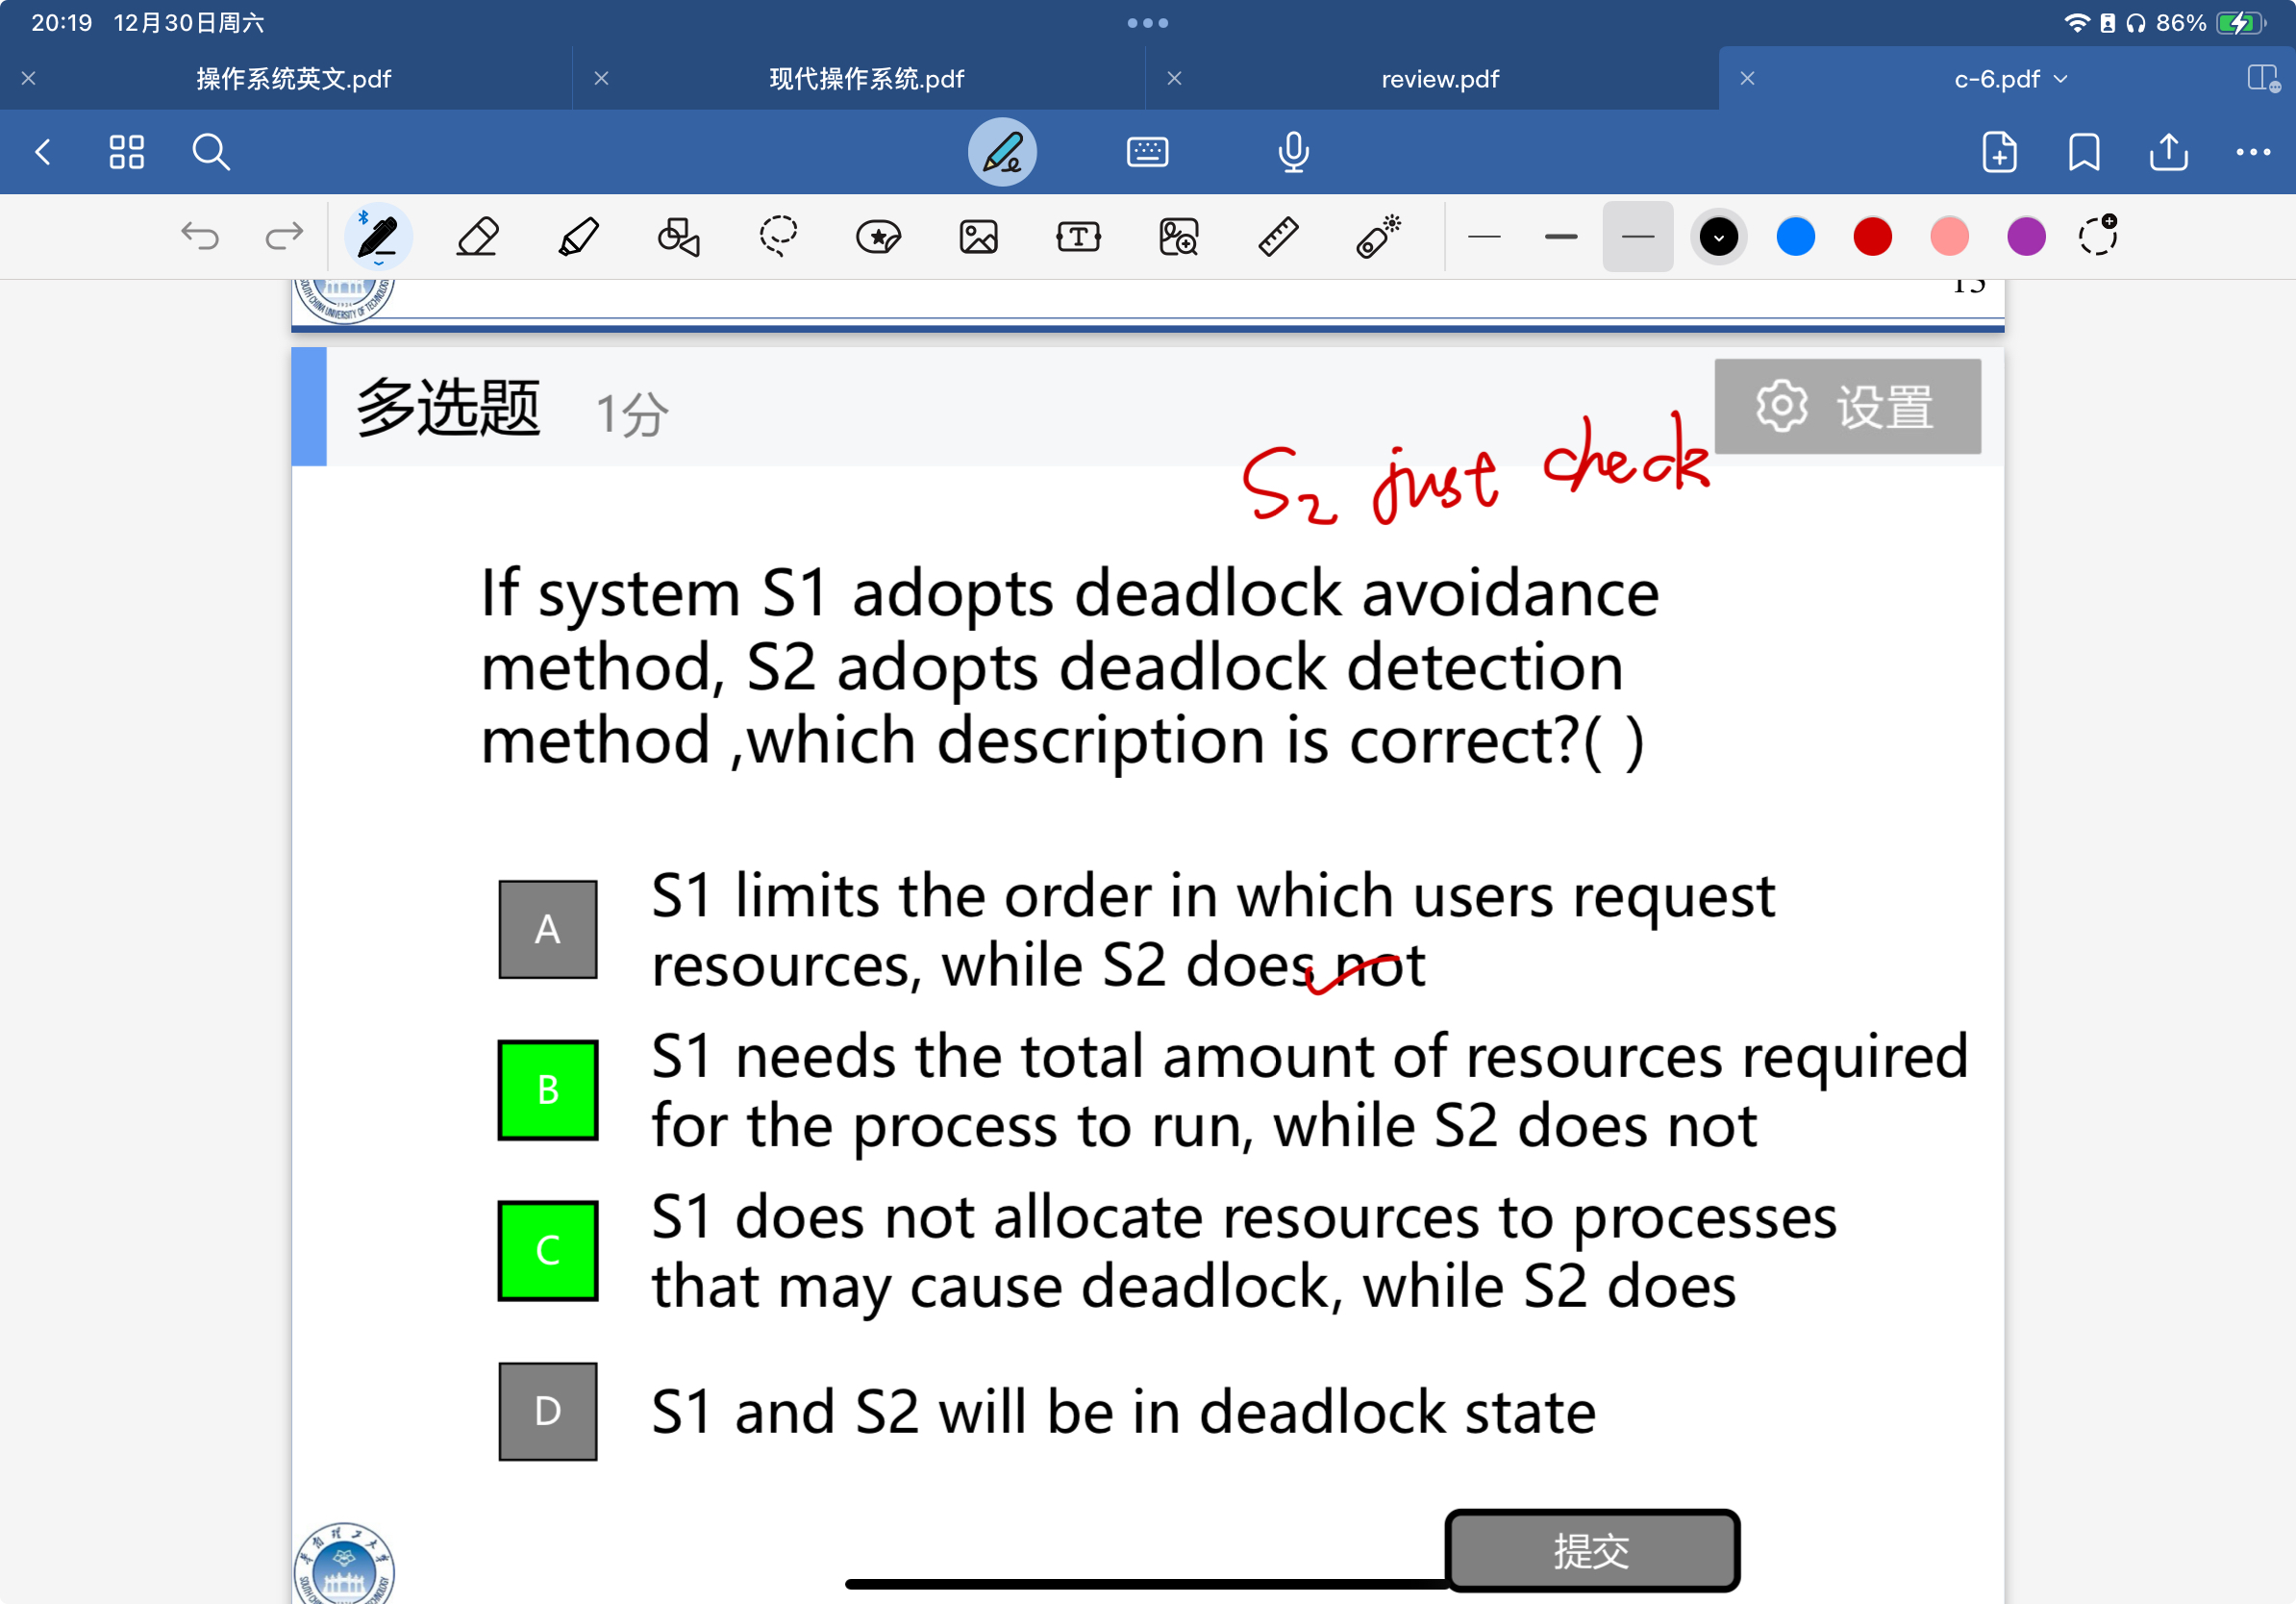 20:19 12月30日周六
86%
操作系统英文.pdf
现代操作系统.pdf
review.pdf
c-6.pdf
SOUTH CHINA UNIVERSITY OF TECHNOLOGY
多选题 1分
设置
S2 just check
If system S1 adopts deadlock avoidance
method, S2 adopts deadlock detection
method ,which description is correct?( )
A
S1 limits the order in which users request
resources, while S2 does not
B
S1 needs the total amount of resources required
for the process to run, while S2 does not
C
S1 does not allocate resources to processes
that may cause deadlock, while S2 does
D
S1 and S2 will be in deadlock state
提交